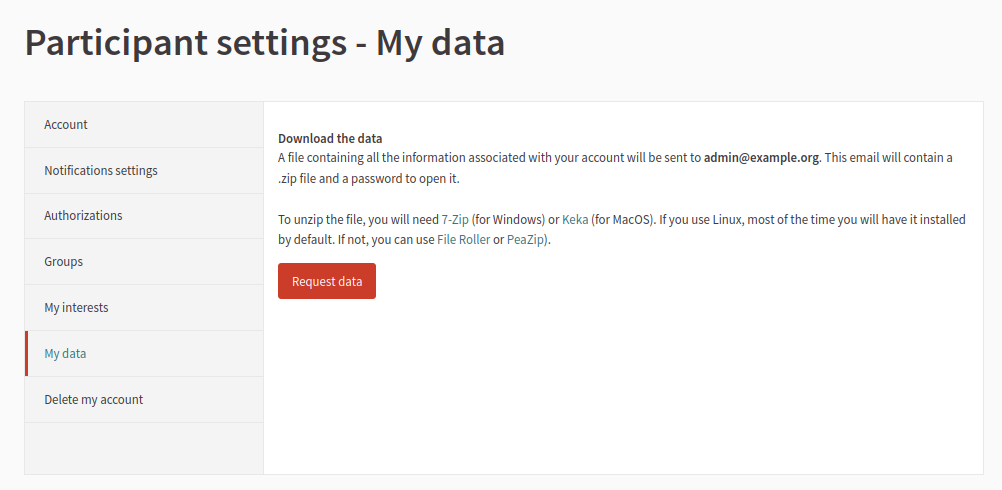 Participant settings - My data
Account
Notifications settings
Authorizations
Groups
My interests
My data
Delete my account
Download the data
A file containing all the information associated with your account will be sent to admin@example.org. This email will contain a
.zip file and a password to open it.
To unzip the file, you will need 7-Zip (for Windows) or Keka (for MacOS). If you use Linux, most of the time you will have it installed
by default. If not, you can use File Roller or PeaZip).
Request data